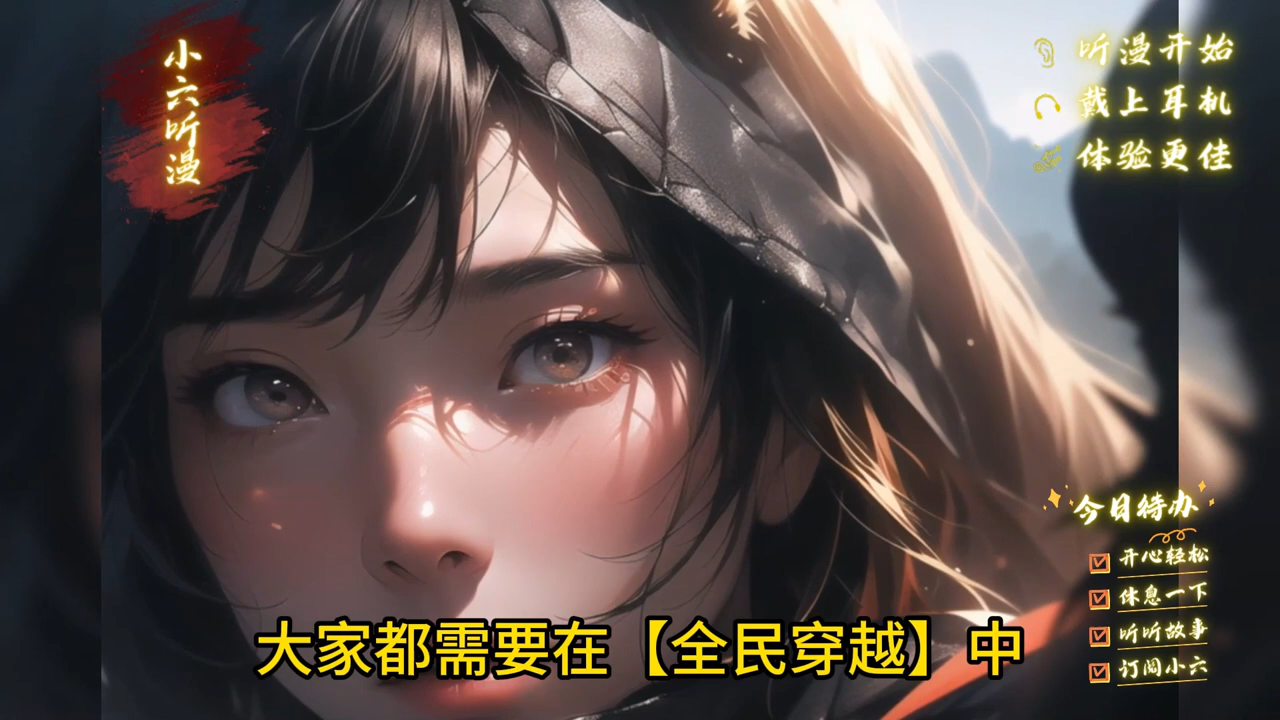 小六听漫
听漫开始
戴上耳机
体验更佳
今日待办
开心轻松
休息一下
听听故事
订阅小六
大家都需要在【全民穿越】中